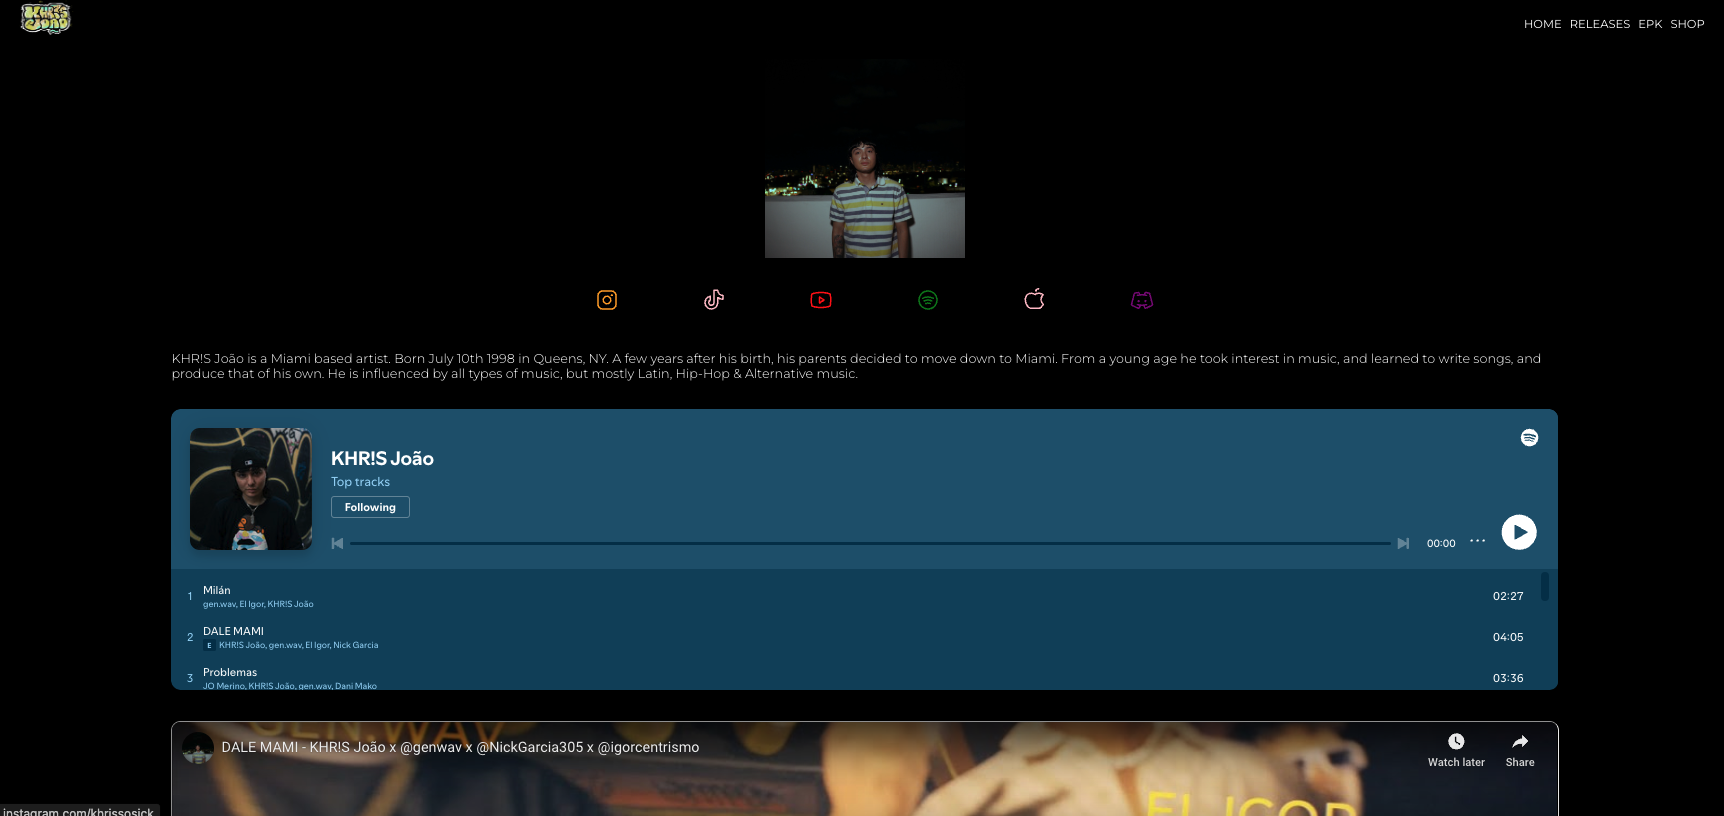 KHR!S
JOÃO
HOME RELEASES EPK SHOP
KHR!S João is a Miami based artist. Born July 10th 1998 in Queens, NY. A few years after his birth, his parents decided to move down to Miami. From a young age he took interest in music, and learned to write songs, and
produce that of his own. He is influenced by all types of music, but mostly Latin, Hip-Hop & Alternative music.
KHR!S João
Top tracks
Following
00:00
1 Milán 02:27
gen.wav, El Igor, KHR!S João
2 DALE MAMI 04:05
E KHR!S João, gen.wav, El Igor, Nick Garcia
3 Problemas 03:36
JO Merino, KHR!S João, gen.wav, Dani Mako
GEN WAV
DALE MAMI - KHR!S João x @genwav x @NickGarcia305 x @igorcentrismo
Watch later Share
EL IGOR
instagram.com/khrissosick